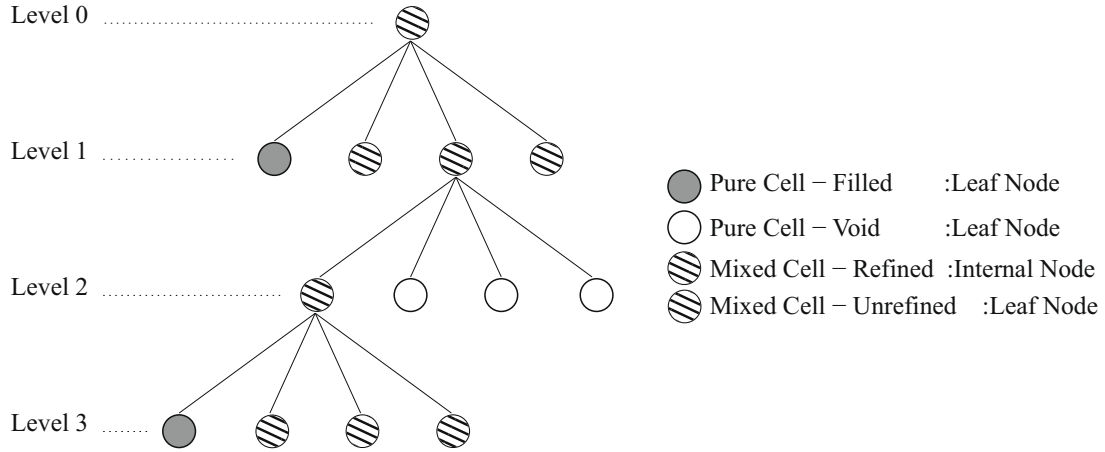 Level 0
Level 1
Level 2
Level 3
Pure Cell − Filled :Leaf Node
Pure Cell − Void :Leaf Node
Mixed Cell − Refined :Internal Node
Mixed Cell − Unrefined :Leaf Node